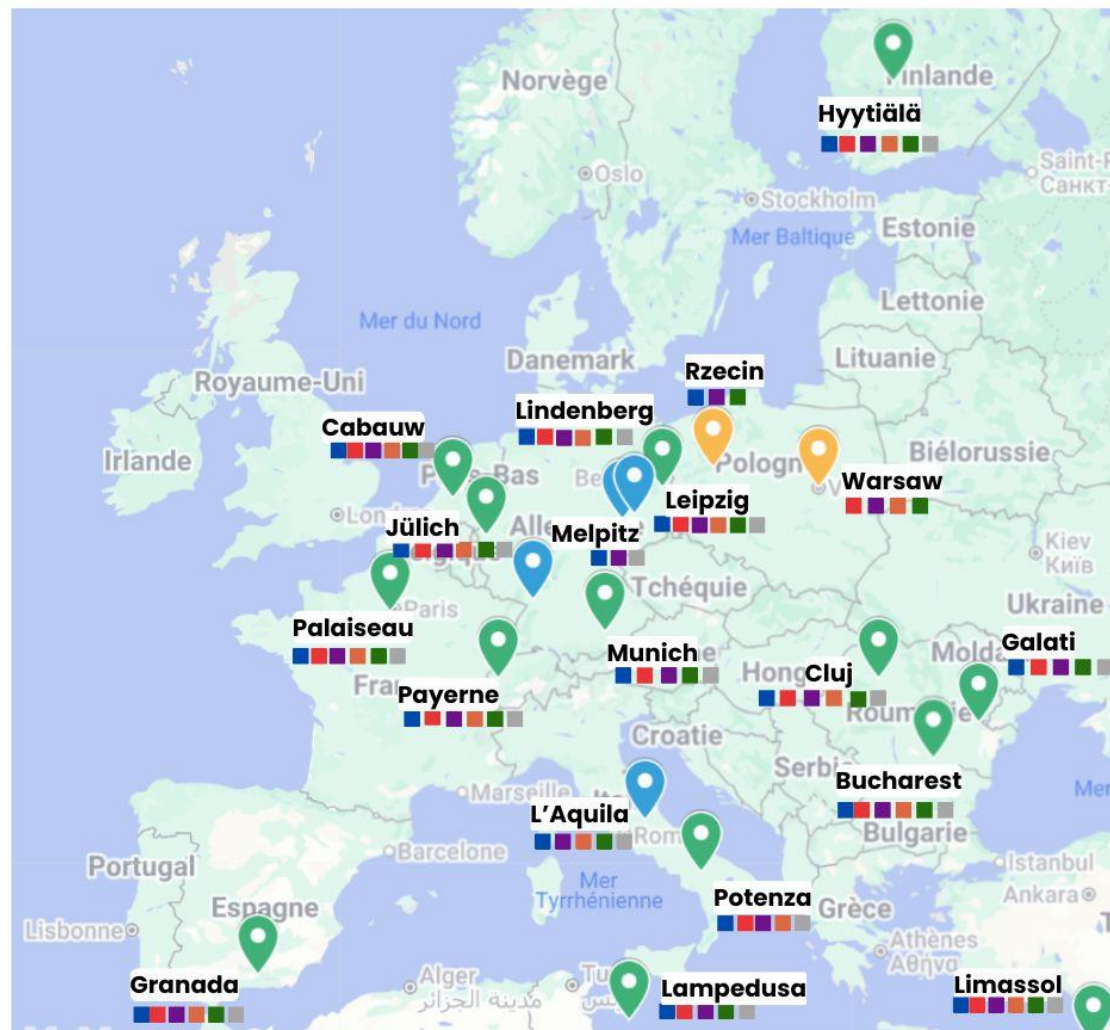 Norvège
Finlande
Hyytiälä
Oslo
Stockholm
Saint-P
Санкт-
Estonie
Mer Baltique
Lettonie
Mer du Nord
Danemark
Lituanie
Royaume-Uni
Rzecin
Lindenberg
Cabauw
Irlande
Pologn
Biélorussie
Warsaw
Leipzig
Jülich
Melpitz
Kiev
Київ
Tchéquie
Paris
Ukraine
Palaiseau
Munich
Cluj
Galati
Payerne
Croatie
Marseille
Bucharest
L’Aquila
Bulgarie
Barcelone
Portugal
Istanbul
Mer
Tyrrhénienne
Ankara
Potenza
Grèce
Espagne
Lisbonne
Athènes
Αθήνα
Granada
Alger
مدينة الجزائر
Lampedusa
Limassol